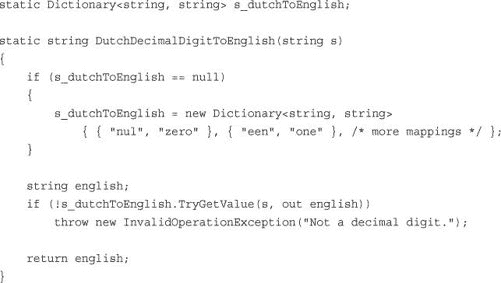 static Dictionary<string, string> s_dutchToEnglish;
static string DutchDecimalDigitToEnglish(string s)
{
if (s_dutchToEnglish == null)
{
s_dutchToEnglish = new Dictionary<string, string>
{ { "nul", "zero" }, { "een", "one" }, /* more mappings */ };
}
string english;
if (!s_dutchToEnglish.TryGetValue(s, out english))
throw new InvalidOperationException("Not a decimal digit.");
return english;
}